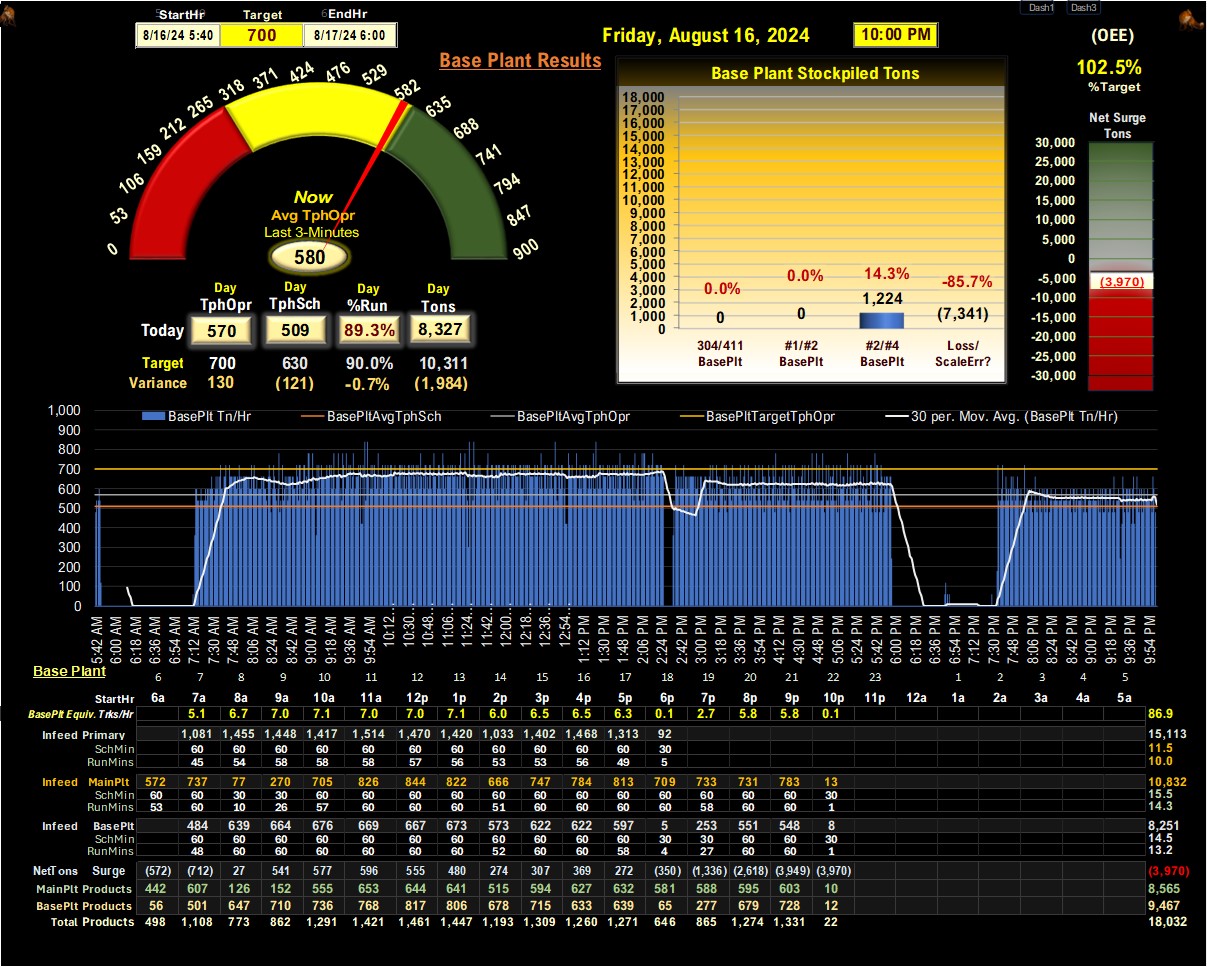 Dash1 Dash3
StartHr Target EndHr
8/16/24 5:40 700 8/17/24 6:00
Friday, August 16, 2024 10:00 PM (OEE)
Base Plant Results
102.5%
%Target
Base Plant Stockpiled Tons
Net Surge
Tons
0 53 106 159 212 265 318 371 424 476 529 582 635 688 741 794 847 900
Now
Avg TphOpr
Last 3-Minutes
580
18,000
17,000
16,000
15,000
14,000
13,000
12,000
11,000
10,000
9,000
8,000
7,000
6,000
5,000
4,000
3,000
2,000
1,000
0
0.0% 0.0% 14.3% -85.7%
0 0 1,224 (7,341)
304/411 #1/#2 #2/#4 Loss/
BasePlt BasePlt BasePlt ScaleErr?
30,000
25,000
20,000
15,000
10,000
5,000
0
-5,000
(3,970)
-10,000
-15,000
-20,000
-25,000
-30,000
Day Day Day Day
TphOpr TphSch %Run Tons
Today 570 509 89.3% 8,327
Target 700 630 90.0% 10,311
Variance 130 (121) -0.7% (1,984)
BasePlt Tn/Hr BasePltAvgTphSch BasePltAvgTphOpr BasePltTargetTphOpr 30 per. Mov. Avg. (BasePlt Tn/Hr)
1,000
900
800
700
600
500
400
300
200
100
0
5:42 AM 6:00 AM 6:18 AM 6:36 AM 6:54 AM 7:12 AM 7:30 AM 7:48 AM 8:06 AM 8:24 AM 8:42 AM 9:00 AM 9:18 AM 9:36 AM 9:54 AM 10:12... 10:30... 10:48... 11:06... 11:24... 11:42... 12:00... 12:18... 12:36... 12:54... 1:12 PM 1:30 PM 1:48 PM 2:06 PM 2:24 PM 2:42 PM 3:00 PM 3:18 PM 3:36 PM 3:54 PM 4:12 PM 4:30 PM 4:48 PM 5:06 PM 5:24 PM 5:42 PM 6:00 PM 6:18 PM 6:36 PM 6:54 PM 7:12 PM 7:30 PM 7:48 PM 8:06 PM 8:24 PM 8:42 PM 9:00 PM 9:18 PM 9:36 PM 9:54 PM
Base Plant
6 7 8 9 10 11 12 13 14 15 16 17 18 19 20 21 22 23 1 2 3 4 5
StartHr 6a 7a 8a 9a 10a 11a 12p 1p 2p 3p 4p 5p 6p 7p 8p 9p 10p 11p 12a 1a 2a 3a 4a 5a
BasePlt Equiv. Trks/Hr 5.1 6.7 7.0 7.1 7.0 7.0 7.1 6.0 6.5 6.5 6.3 0.1 2.7 5.8 5.8 0.1 86.9
Infeed Primary 1,081 1,455 1,448 1,417 1,514 1,470 1,420 1,033 1,402 1,468 1,313 92 15,113
SchMin 60 60 60 60 60 60 60 60 60 60 60 30 11.5
RunMins 45 54 58 58 58 57 56 53 53 56 49 5 10.0
Infeed MainPlt 572 737 77 270 705 826 844 822 666 747 784 813 709 733 731 783 13 10,832
SchMin 60 60 30 30 60 60 60 60 60 60 60 60 60 60 60 60 30 15.5
RunMins 53 60 10 26 57 60 60 60 51 60 60 60 60 58 60 60 1 14.3
Infeed BasePlt 484 639 664 676 669 667 673 573 622 622 597 5 253 551 548 8 8,251
SchMin 60 60 60 60 60 60 60 60 60 60 60 30 30 60 60 30 14.5
RunMins 48 60 60 60 60 60 60 52 60 60 58 4 27 60 60 1 13.2
NetTons Surge (572) (712) 27 541 577 596 555 480 274 307 369 272 (350) (1,336) (2,618) (3,949) (3,970) (3,970)
MainPlt Products 442 607 126 152 555 653 644 641 515 594 627 632 581 588 595 603 10 8,565
BasePlt Products 56 501 647 710 736 768 817 806 678 715 633 639 65 277 679 728 12 9,467
Total Products 498 1,108 773 862 1,291 1,421 1,461 1,447 1,193 1,309 1,260 1,271 646 865 1,274 1,331 22 18,032